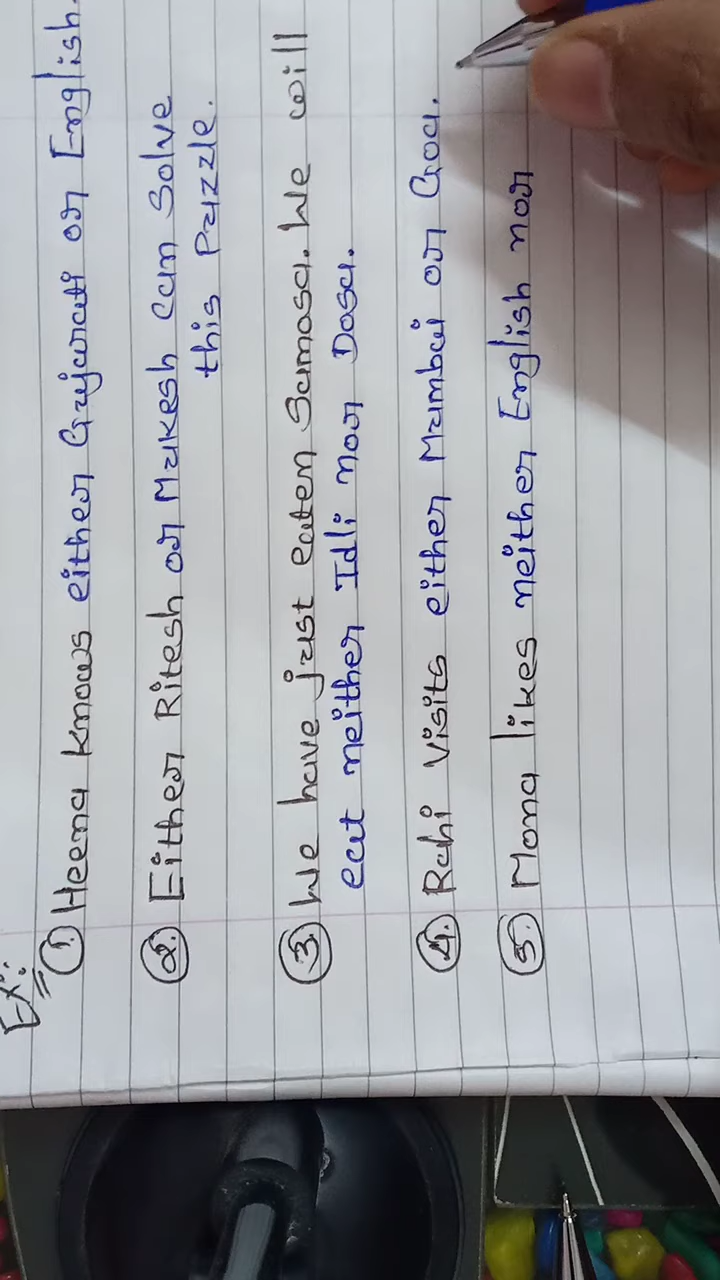 Ex:
1. Heena knows either Gujarati or English.
2. Either Ritesh or Mukesh can solve
this Puzzle.
3. We have just eaten Samosa. We will
eat neither Idli nor Dosa.
4. Rahi visits either Mumbai or Goa.
5. Mona likes neither English nor